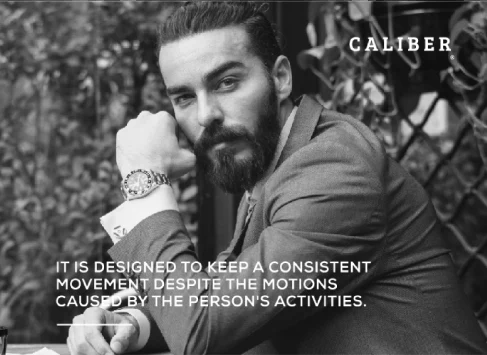 CALIBER
IT IS DESIGNED TO KEEP A CONSISTENT
MOVEMENT DESPITE THE MOTIONS
CAUSED BY THE PERSON'S ACTIVITIES.